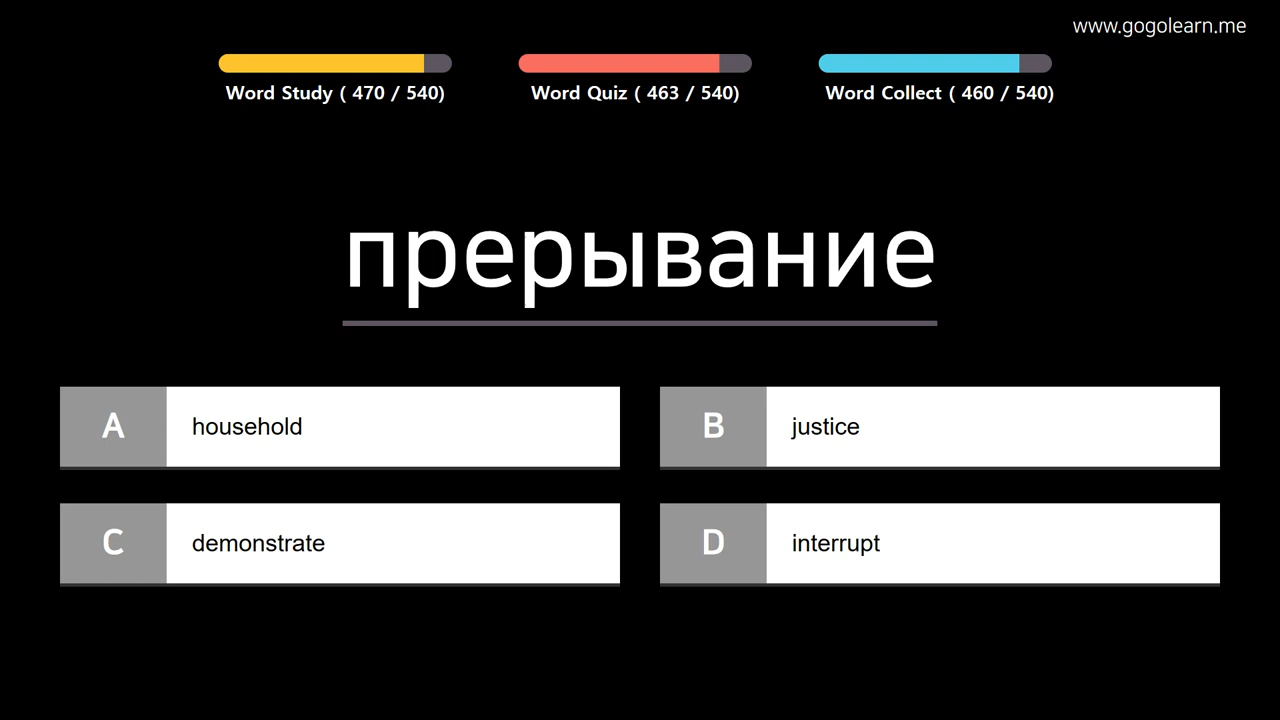 www.gogolearn.me
Word Study ( 470 / 540)
Word Quiz ( 463 / 540)
Word Collect ( 460 / 540)
прерывание
A household
B justice
C demonstrate
D interrupt